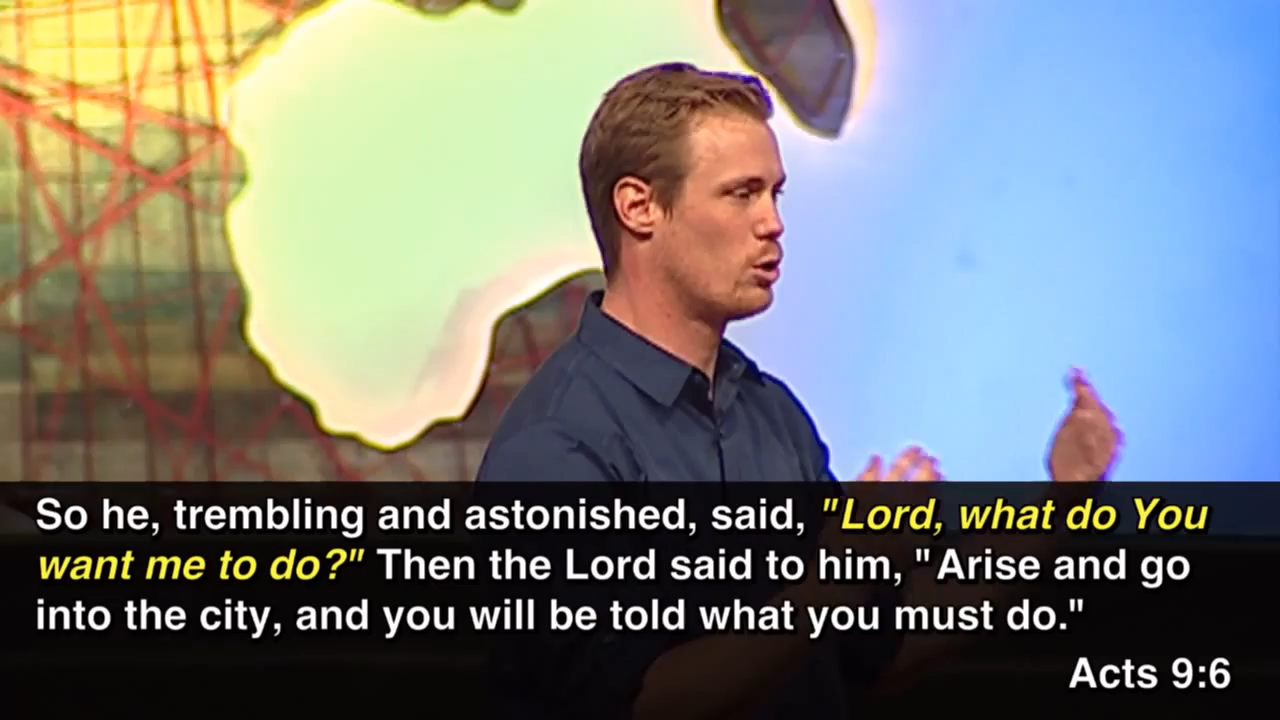 So he, trembling and astonished, said, "Lord, what do You
want me to do?" Then the Lord said to him, "Arise and go
into the city, and you will be told what you must do."
Acts 9:6